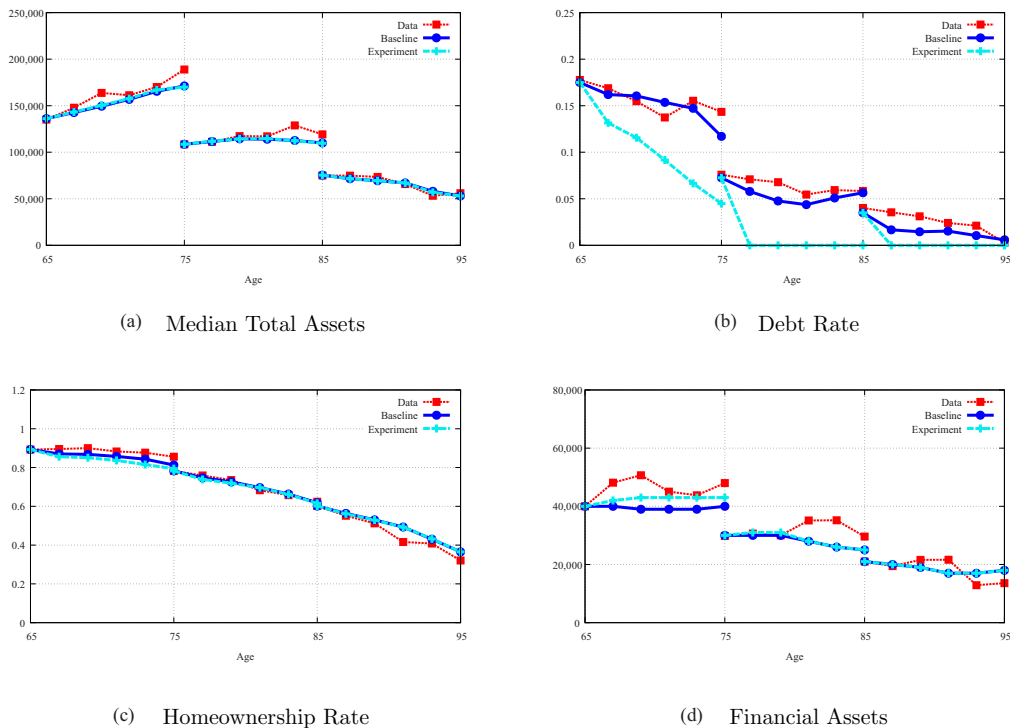 250,000
200,000
150,000
100,000
50,000
0
65
75
85
95
Age
Data
Baseline
Experiment
(a) Median Total Assets
0.25
0.2
0.15
0.1
0.05
0
65
75
85
95
Age
Data
Baseline
Experiment
(b) Debt Rate
1.2
1
0.8
0.6
0.4
0.2
0
65
75
85
95
Age
Data
Baseline
Experiment
(c) Homeownership Rate
80,000
60,000
40,000
20,000
0
65
75
85
95
Age
Data
Baseline
Experiment
(d) Financial Assets